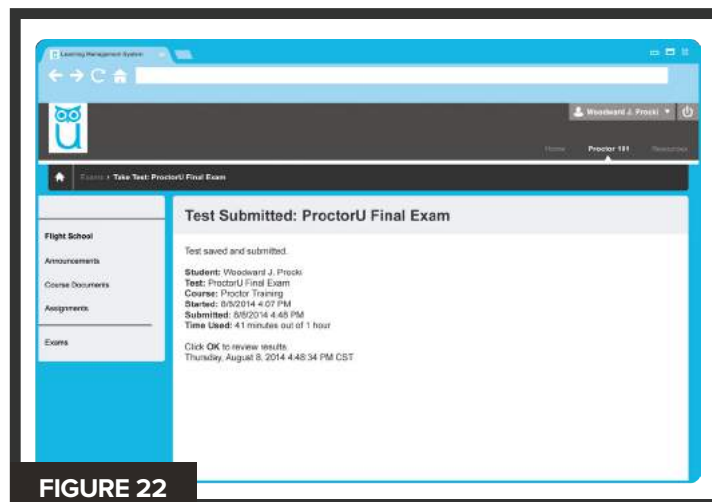 Learning Management System
Woodward J. Procki
Home Proctor 101 Resources
Exams › Take Test: ProctorU Final Exam
Flight School
Announcements
Course Documents
Assignments
Exams
Test Submitted: ProctorU Final Exam
Test saved and submitted.
Student: Woodward J. Procki
Test: ProctorU Final Exam
Course: Proctor Training
Started: 8/8/2014 4:07 PM
Submitted: 8/8/2014 4:48 PM
Time Used: 41 minutes out of 1 hour
Click OK to review results.
Thursday, August 8, 2014 4:48:34 PM CST
FIGURE 22